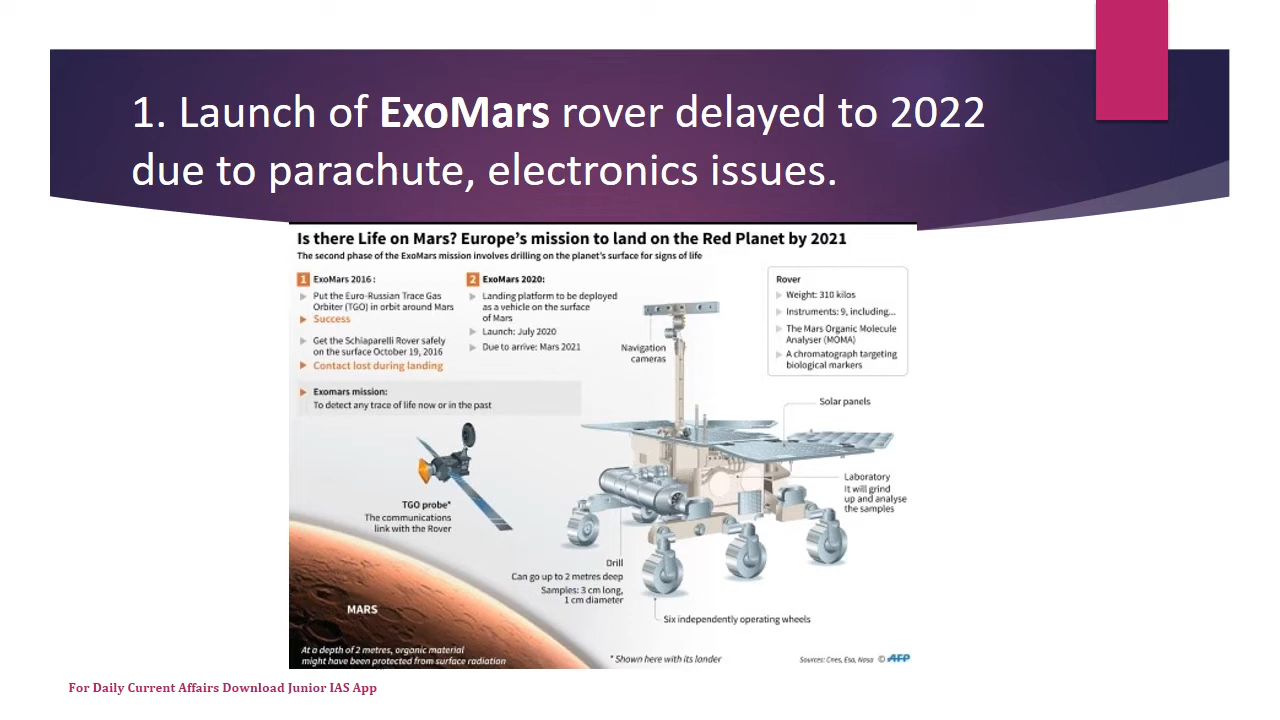 1. Launch of ExoMars rover delayed to 2022
due to parachute, electronics issues.
Is there Life on Mars? Europe's mission to land on the Red Planet by 2021
The second phase of the ExoMars mission involves drilling on the planet's surface for signs of life
1 ExoMars 2016 :
Put the Euro-Russian Trace Gas
Orbiter (TGO) in orbit around Mars
Success
Get the Schiaparelli Rover safely
on the surface October 19, 2016
Contact lost during landing
Exomars mission:
To detect any trace of life now or in the past
2 ExoMars 2020:
Landing platform to be deployed
as a vehicle on the surface
of Mars
Launch: July 2020
Due to arrive: Mars 2021
Navigation
cameras
Rover
Weight: 310 kilos
Instruments: 9, including...
The Mars Organic Molecule
Analyser (MOMA)
A chromatograph targeting
biological markers
Solar panels
Laboratory
It will grind
up and analyse
the samples
TGO probe*
The communications
link with the Rover
Drill
Can go up to 2 metres deep
Samples: 3 cm long,
1 cm diameter
Six independently operating wheels
MARS
At a depth of 2 metres, organic material
might have been protected from surface radiation
* Shown here with its lander
Sources: Cnes, Esa, Nasa © AFP
For Daily Current Affairs Download Junior IAS App